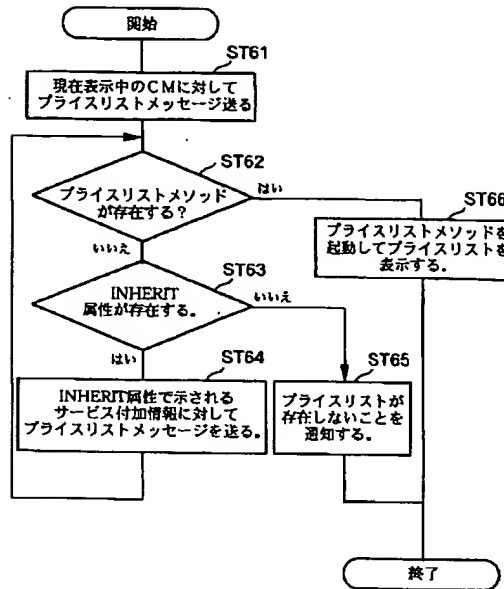 開始
ST61
現在表示中のCMに対して
プライスリストメッセージ送る
ST62
プライスリストメソッド
が存在する?
はい
いいえ
ST66
プライスリストメソッドを
起動してプライスリストを
表示する。
ST63
INHERIT
属性が存在する。
いいえ
はい
ST64
INHERIT属性で示される
サービス付加情報に対して
プライスリストメッセージを送る。
ST65
プライスリストが
存在しないことを
通知する。
終了